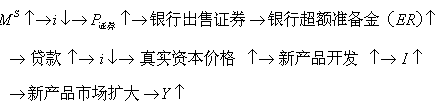 M^S↑→i↓→P证券↑→银行出售证券→银行超额准备金（ER）↑
→贷款↑→i↓→真实资本价格 ↑→新产品开发 ↑→I↑
→新产品市场扩大→Y↑